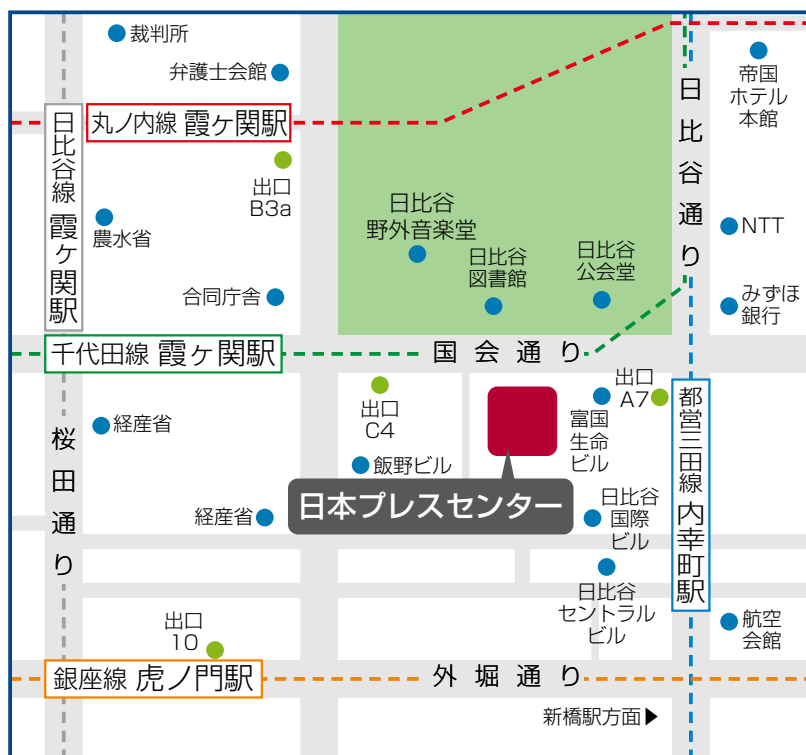 裁判所
弁護士会館
丸ノ内線 霞ヶ関駅
日比谷線 霞ヶ関駅
出口
B3a
農水省
合同庁舎
日比谷
野外音楽堂
日比谷
図書館
日比谷
公会堂
日比谷通り
帝国
ホテル
本館
NTT
みずほ
銀行
千代田線 霞ヶ関駅
国会通り
桜田通り
経産省
出口
C4
飯野ビル
経産省
日本プレスセンター
富国
生命
ビル
出口
A7
都営三田線 内幸町駅
日比谷
国際
ビル
日比谷
セントラル
ビル
航空
会館
出口
10
銀座線 虎ノ門駅
外堀通り
新橋駅方面▶